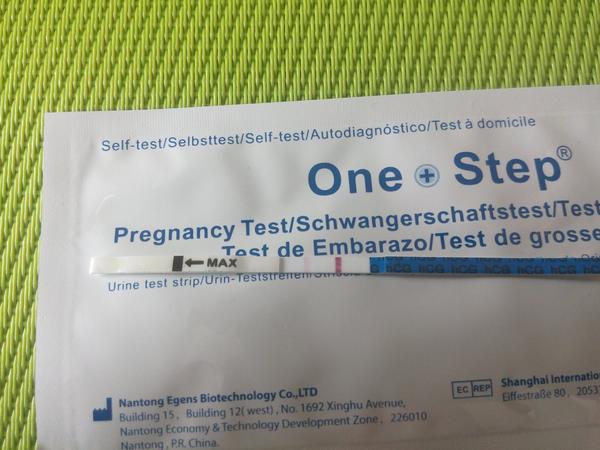 Self-test/Selbsttest/Self-test/Autodiagnóstico/Test à domicile
One Step®
Pregnancy Test/Schwangerschaftstest/Test
Test de Embarazo/Test de grosse
MAX
hCG hCG hCG hCG hCG hCG
Urine test strip/Urin-Teststreifen/
Nantong Egens Biotechnology Co.,LTD
Building 15, Building 12(west), No. 1692 Xinghu Avenue,
Nantong Economy & Technology Development Zone, 226010
Nantong, P.R. China.
EC REP
Shanghai Internatio
Eiffestraße 80, 2053